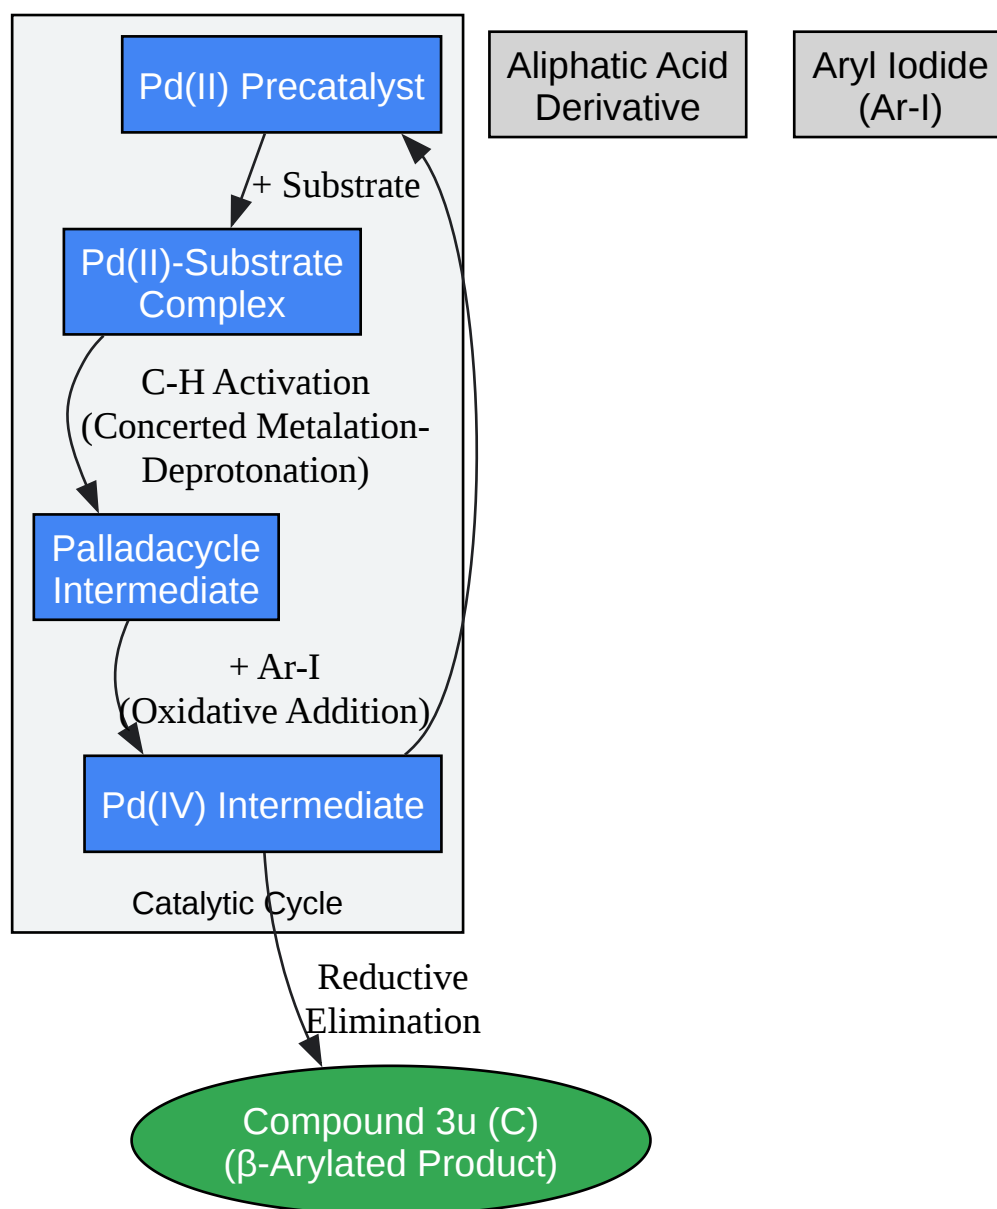 Pd(II) Precatalyst
Aliphatic Acid
Derivative
Aryl Iodide
(Ar-I)
+ Substrate
Pd(II)-Substrate
Complex
C-H Activation
(Concerted Metalation-
Deprotonation)
Palladacycle
Intermediate
+ Ar-I
(Oxidative Addition)
Pd(IV) Intermediate
Catalytic Cycle
Reductive
Elimination
Compound 3u (C)
(β-Arylated Product)